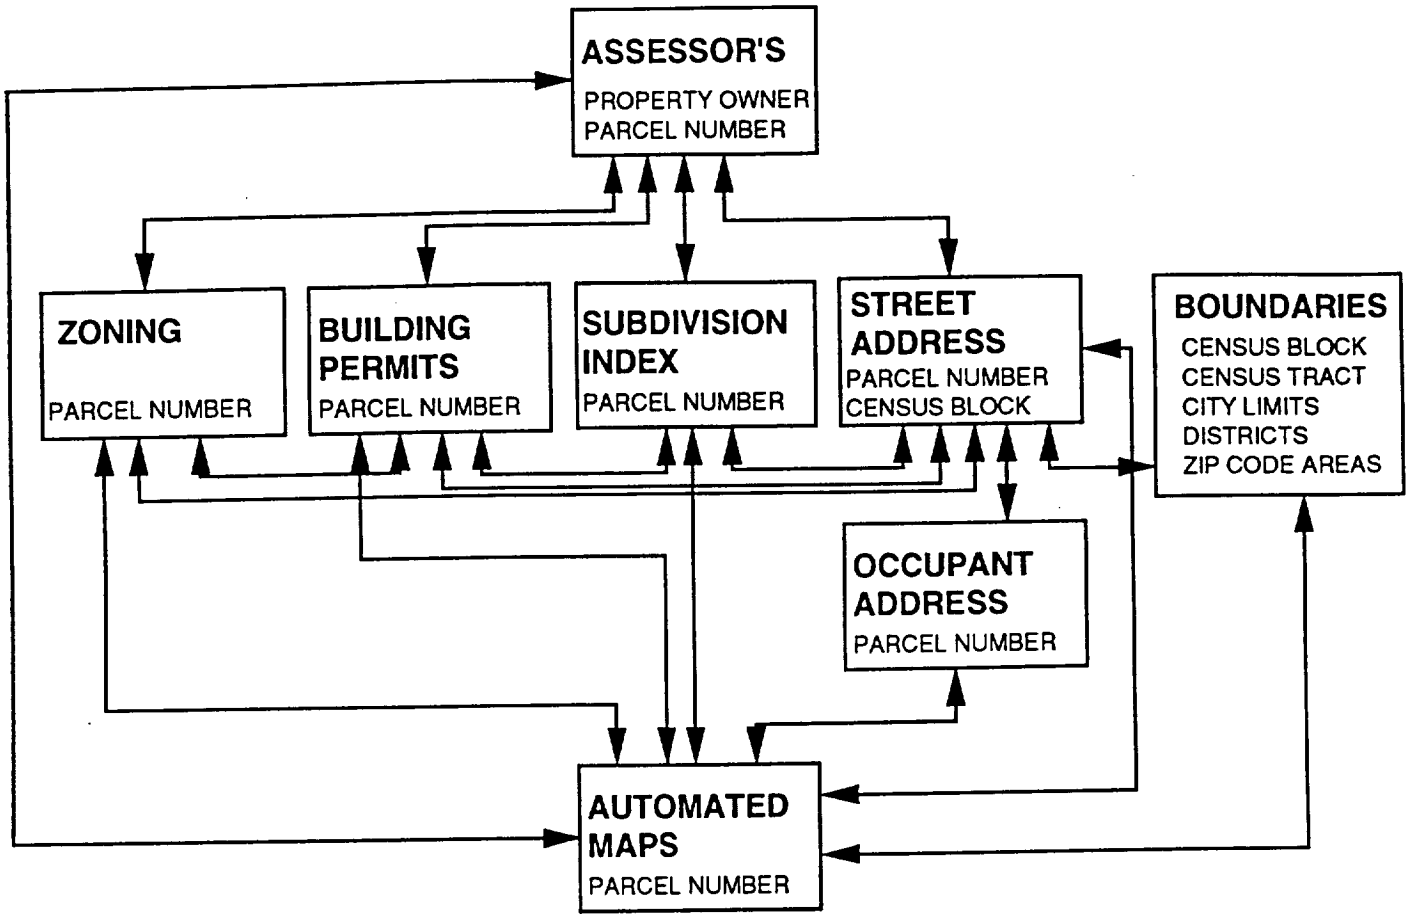 ASSESSOR'S
PROPERTY OWNER
PARCEL NUMBER
ZONING
PARCEL NUMBER
BUILDING
PERMITS
PARCEL NUMBER
SUBDIVISION
INDEX
PARCEL NUMBER
STREET
ADDRESS
PARCEL NUMBER
CENSUS BLOCK
BOUNDARIES
CENSUS BLOCK
CENSUS TRACT
CITY LIMITS
DISTRICTS
ZIP CODE AREAS
OCCUPANT
ADDRESS
PARCEL NUMBER
AUTOMATED
MAPS
PARCEL NUMBER